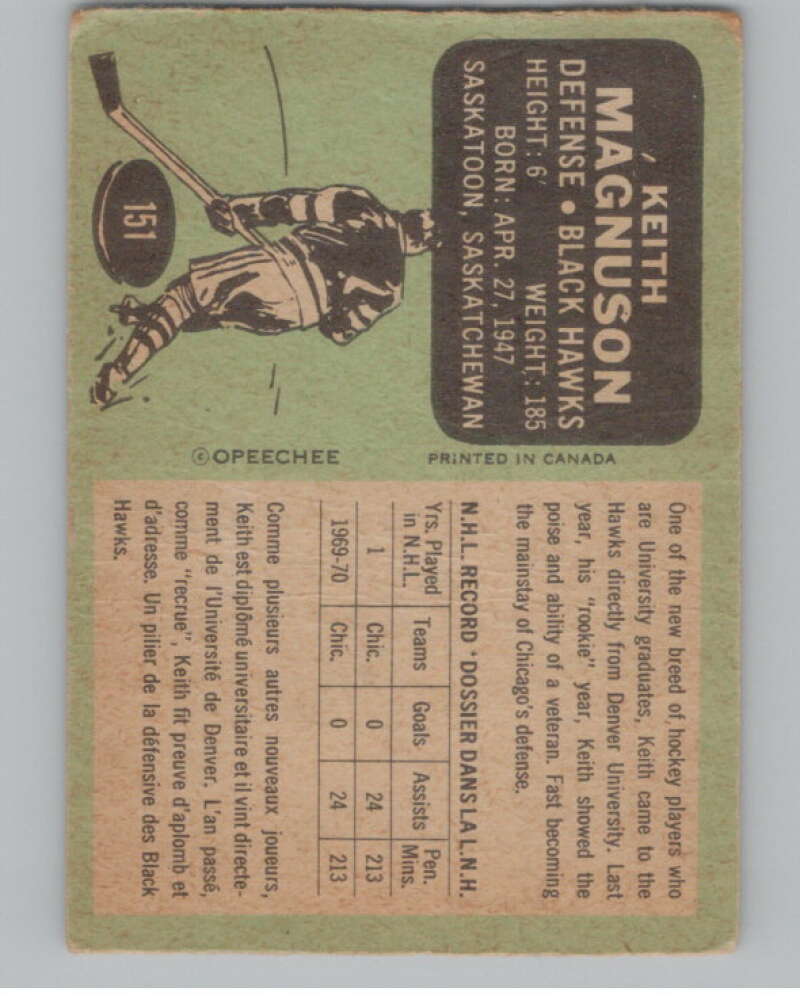 KEITH
MAGNUSON
DEFENSE • BLACK HAWKS
HEIGHT: 6' WEIGHT: 185
BORN: APR. 27, 1947
SASKATOON, SASKATCHEWAN
151
© OPEECHEE
PRINTED IN CANADA
One of the new breed of hockey players who
are University graduates, Keith came to the
Hawks directly from Denver University. Last
year, his "rookie" year, Keith showed the
poise and ability of a veteran. Fast becoming
the mainstay of Chicago's defense.
N.H.L. RECORD • DOSSIER DANS LA L.N.H.
Yrs. Played in N.H.L. Teams Goals Assists Pen. Mins.
1 Chic. 0 24 213
1969-70 Chic. 0 24 213
Comme plusieurs autres nouveaux joueurs,
Keith est diplômé universitaire et il vint directe-
ment de l'Université de Denver. L'an passé,
comme "recrue", Keith fit preuve d'aplomb et
d'adresse. Un pilier de la défensive des Black
Hawks.